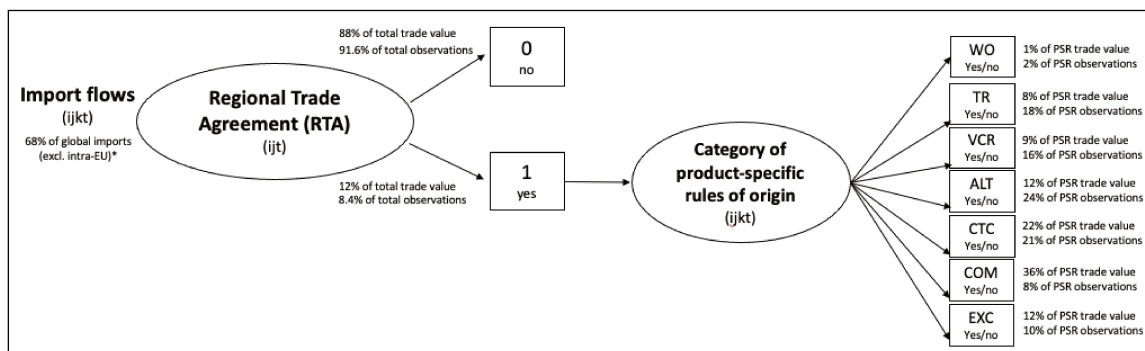 Import flows
(ijkt)
68% of global imports
(excl. intra-EU)*
Regional Trade
Agreement (RTA)
(ijt)
88% of total trade value
91.6% of total observations
0
no
12% of total trade value
8.4% of total observations
1
yes
Category of
product-specific
rules of origin
(ijkt)
WO
Yes/no
1% of PSR trade value
2% of PSR observations
TR
Yes/no
8% of PSR trade value
18% of PSR observations
VCR
Yes/no
9% of PSR trade value
16% of PSR observations
ALT
Yes/no
12% of PSR trade value
24% of PSR observations
CTC
Yes/no
22% of PSR trade value
21% of PSR observations
COM
Yes/no
36% of PSR trade value
8% of PSR observations
EXC
Yes/no
12% of PSR trade value
10% of PSR observations